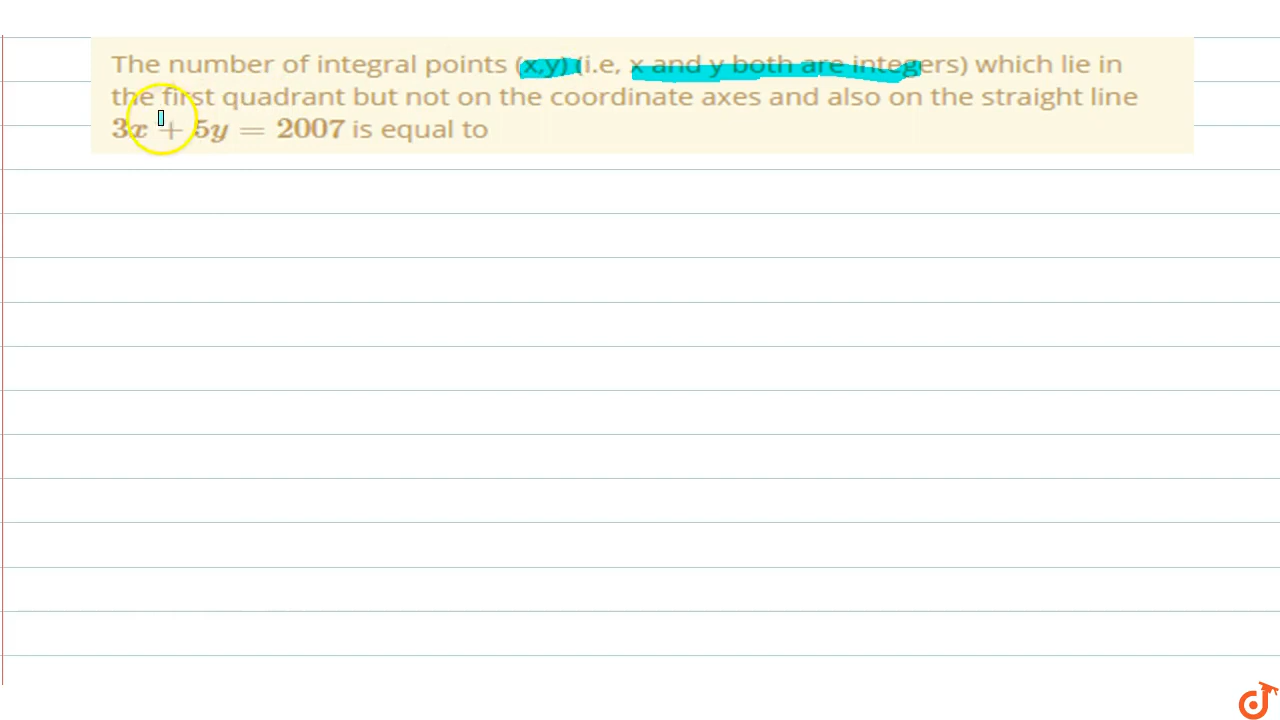 The number of integral points (x,y) (i.e, x and y both are integers) which lie in
the first quadrant but not on the coordinate axes and also on the straight line
3x + 5y = 2007 is equal to